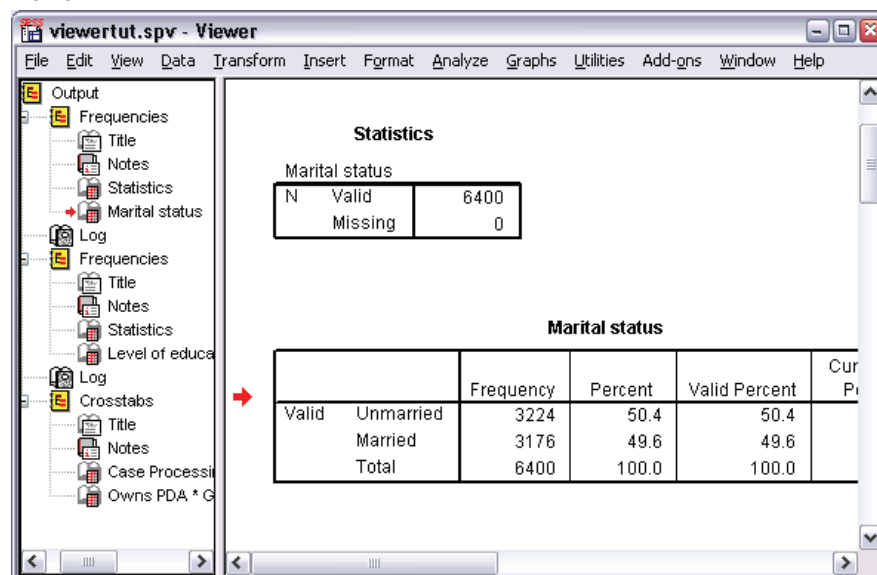 viewertut.spv - Viewer
File Edit View Data Transform Insert Format Analyze Graphs Utilities Add-ons Window Help
Output
Frequencies
Title
Notes
Statistics
Marital status
Log
Frequencies
Title
Notes
Statistics
Level of educa
Log
Crosstabs
Title
Notes
Case Processi
Owns PDA * G
Statistics
Marital status
N Valid 6400
Missing 0
Marital status
Frequency Percent Valid Percent
Valid Unmarried 3224 50.4 50.4
Married 3176 49.6 49.6
Total 6400 100.0 100.0